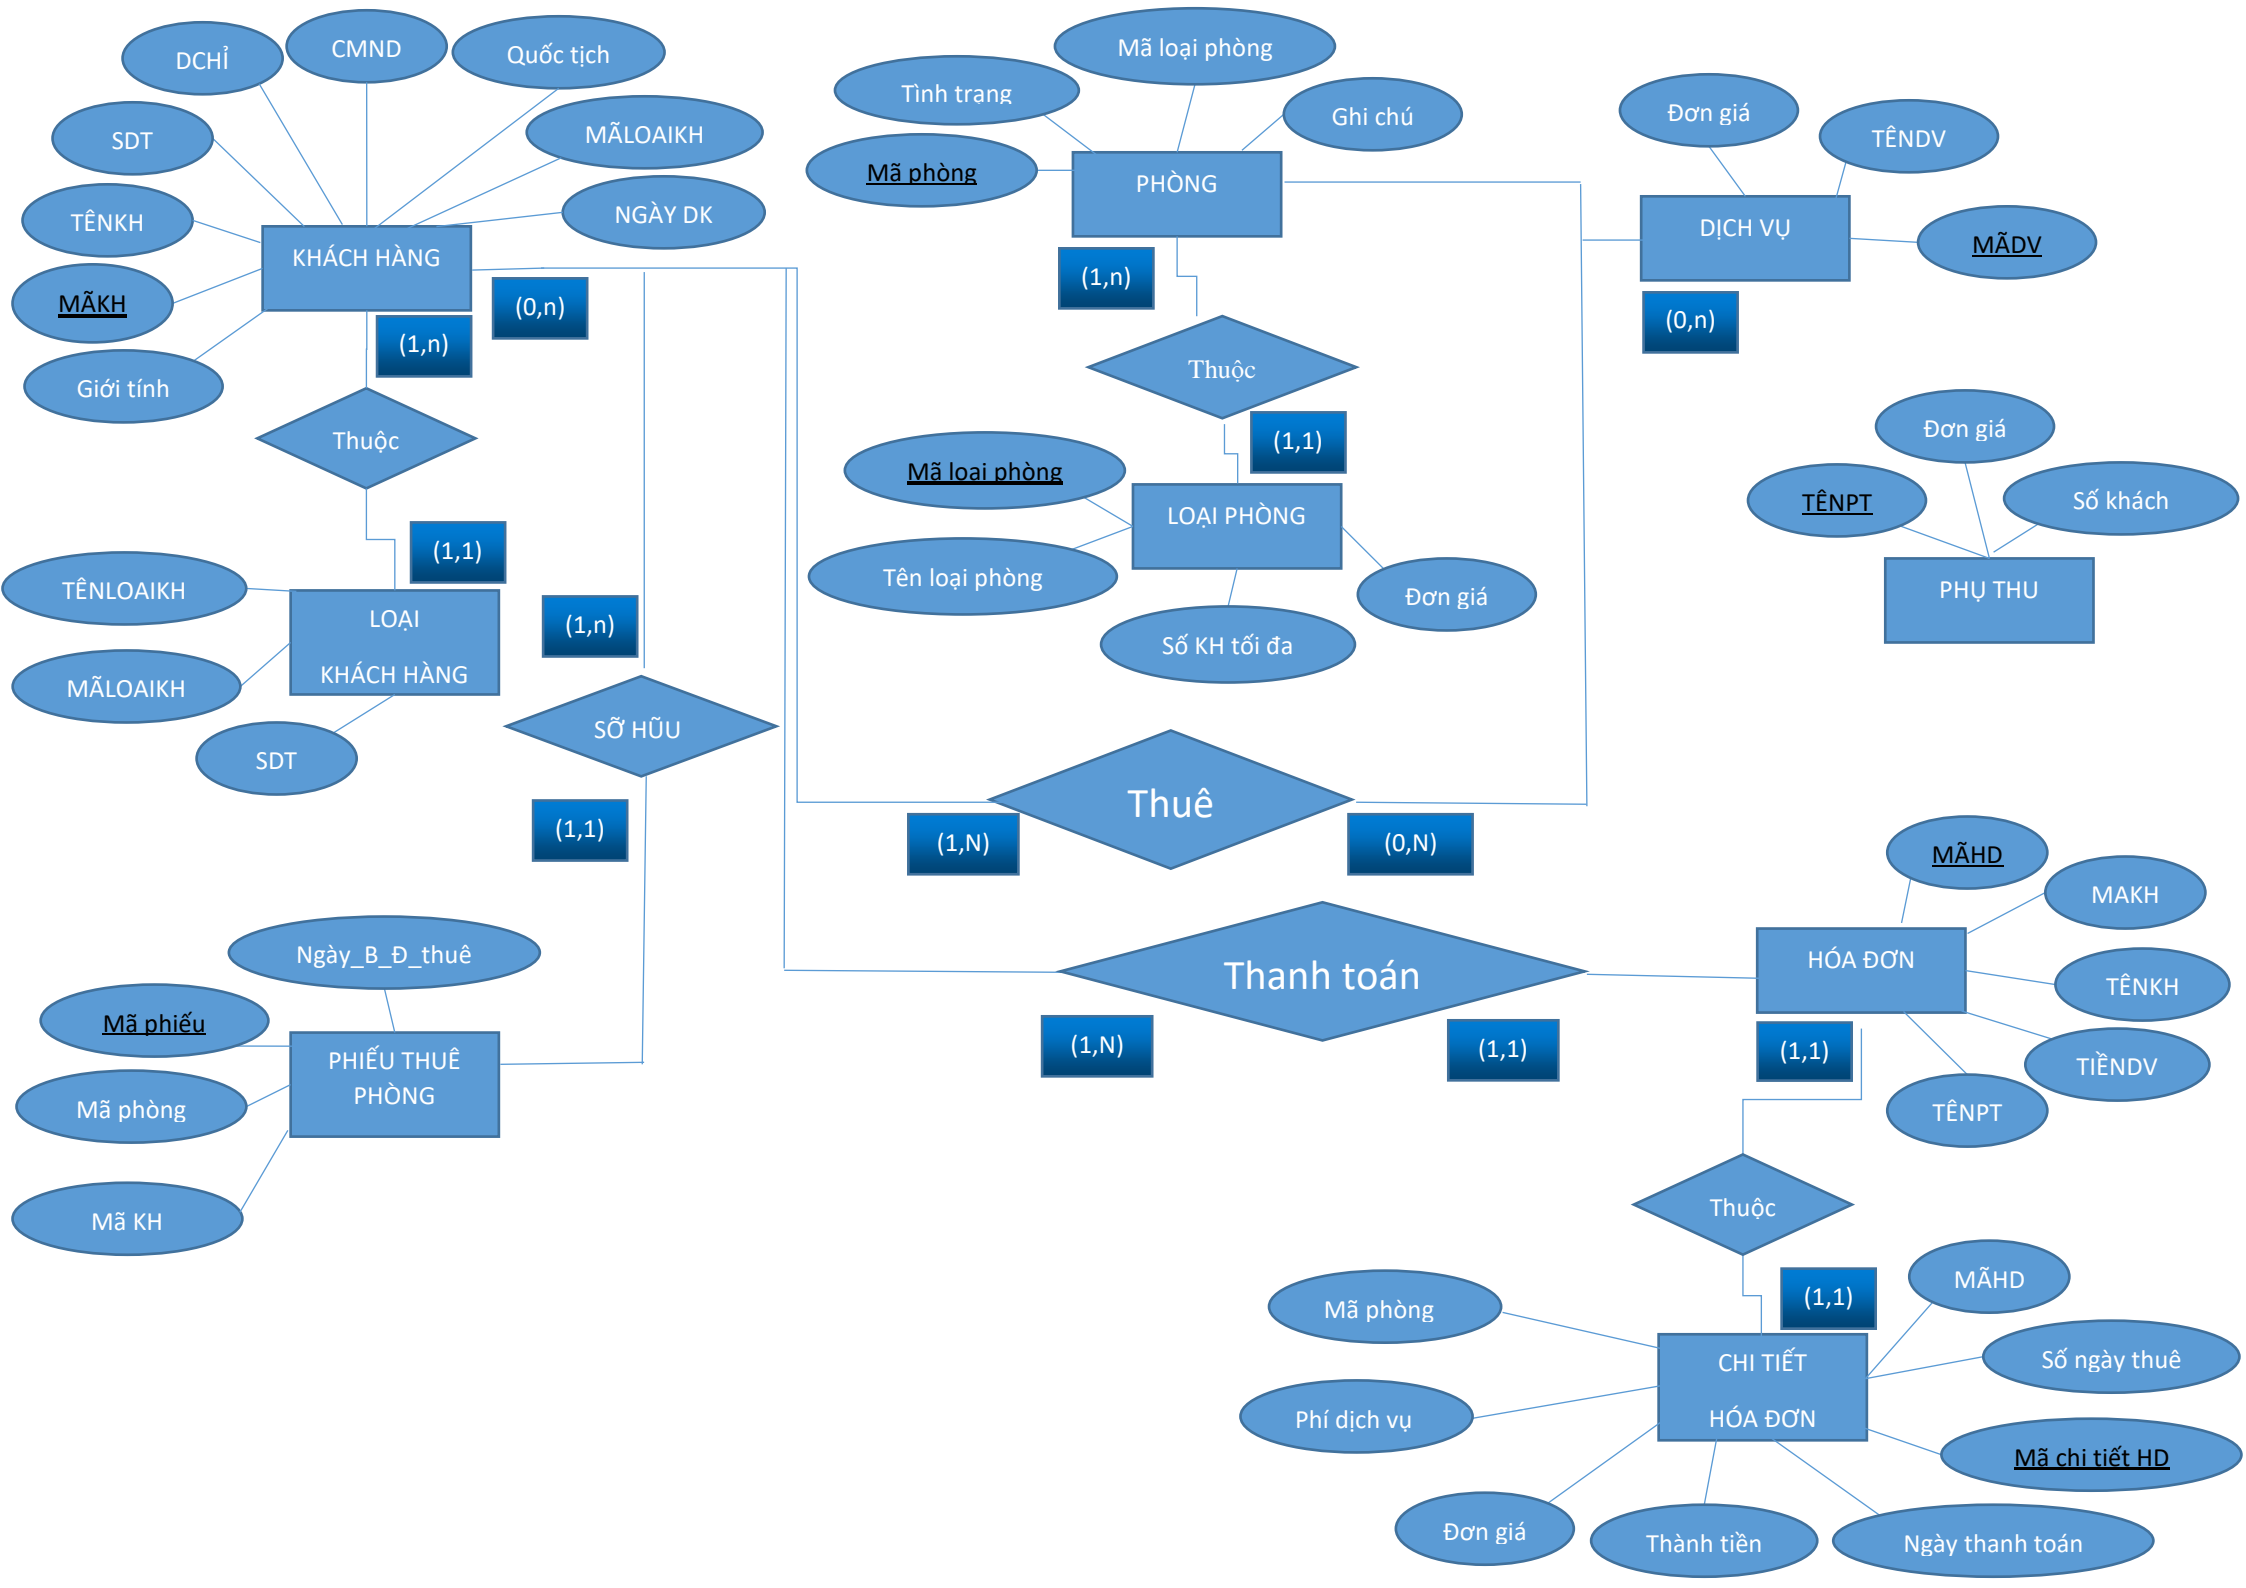 DCHỈ
CMND
Quốc tịch
SDT
MÃLOAIKH
TÊNKH
NGÀY DK
KHÁCH HÀNG
MÃKH
(0,n)
(1,n)
Giới tính
Thuộc
(1,1)
TÊNLOAIKH
LOẠI
KHÁCH HÀNG
MÃLOAIKH
SDT
(1,n)
SỠ HŨU
(1,1)
Ngày_B_Đ_thuê
Mã phiếu
PHIẾU THUÊ
PHÒNG
Mã phòng
Mã KH
Mã loại phòng
Tình trạng
Ghi chú
Mã phòng
PHÒNG
(1,n)
Thuộc
(1,1)
Mã loại phòng
LOẠI PHÒNG
Tên loại phòng
Đơn giá
Số KH tối đa
Đơn giá
TÊNDV
DỊCH VỤ
MÃDV
(0,n)
Đơn giá
TÊNPT
Số khách
PHỤ THU
Thuê
(1,N)
(0,N)
Thanh toán
(1,N)
(1,1)
MÃHD
MAKH
HÓA ĐƠN
TÊNKH
(1,1)
TIỀNDV
TÊNPT
Thuộc
(1,1)
MÃHD
Mã phòng
CHI TIẾT
HÓA ĐƠN
Số ngày thuê
Phí dịch vụ
Mã chi tiết HD
Đơn giá
Thành tiền
Ngày thanh toán